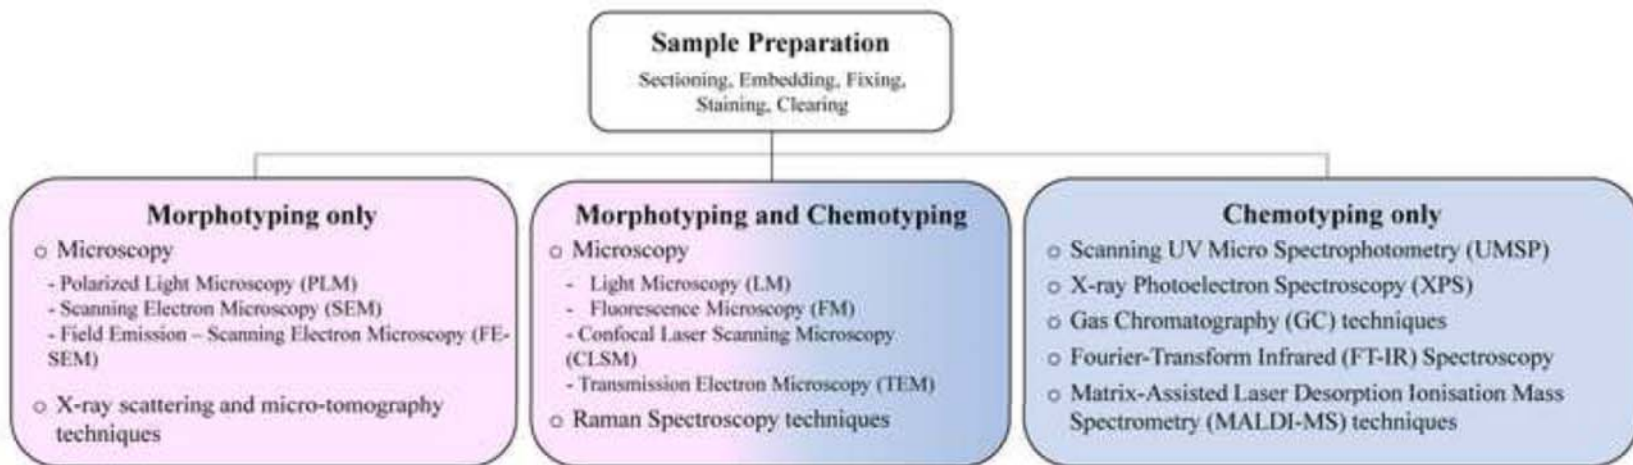 Sample Preparation
Sectioning, Embedding, Fixing,
Staining, Clearing
Morphotyping only
o Microscopy
- Polarized Light Microscopy (PLM)
- Scanning Electron Microscopy (SEM)
- Field Emission – Scanning Electron Microscopy (FE-
SEM)
o X-ray scattering and micro-tomography
techniques
Morphotyping and Chemotyping
o Microscopy
- Light Microscopy (LM)
- Fluorescence Microscopy (FM)
- Confocal Laser Scanning Microscopy
(CLSM)
- Transmission Electron Microscopy (TEM)
o Raman Spectroscopy techniques
Chemotyping only
o Scanning UV Micro Spectrophotometry (UMSP)
o X-ray Photoelectron Spectroscopy (XPS)
o Gas Chromatography (GC) techniques
o Fourier-Transform Infrared (FT-IR) Spectroscopy
o Matrix-Assisted Laser Desorption Ionisation Mass
Spectrometry (MALDI-MS) techniques